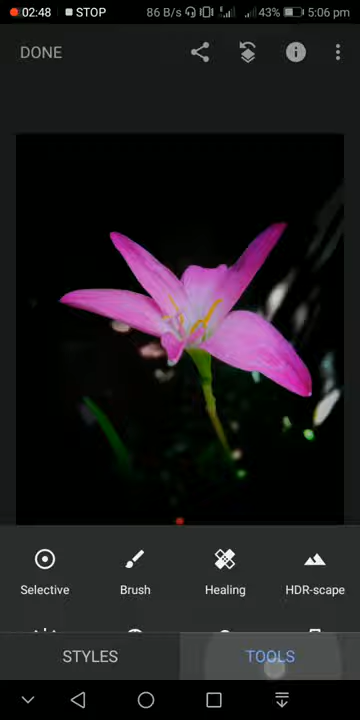 02:48 STOP 86 B/s 43% 5:06 pm
DONE
Selective Brush Healing HDR-scape
STYLES TOOLS